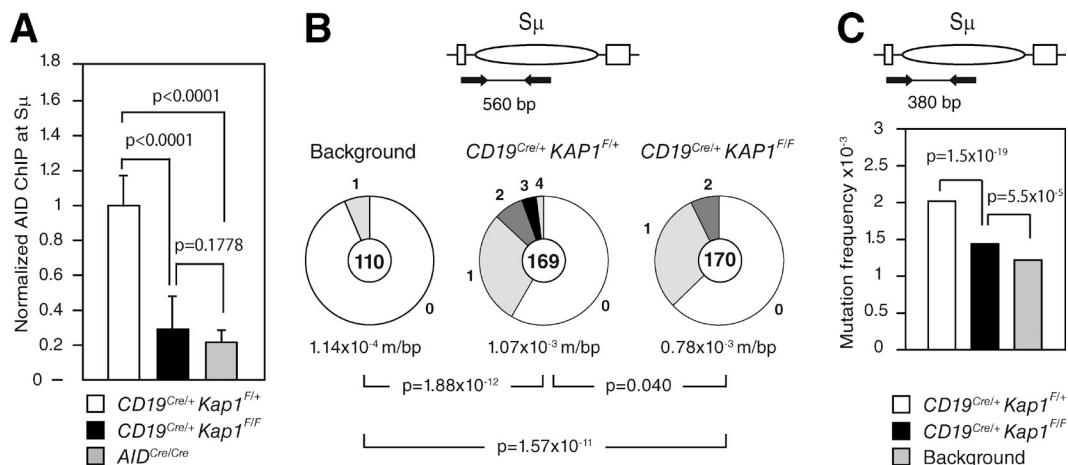 A
Normalized AID ChIP at Sμ
1.8
1.6
1.4
1.2
1
0.8
0.6
0.4
0.2
0
p<0.0001
p<0.0001
p=0.1778
CD19Cre/+ Kap1F/+
CD19Cre/+ Kap1F/F
AIDCre/Cre
B
Sμ
560 bp
Background
1
110
0
1.14x10-4 m/bp
CD19Cre/+ KAP1F/+
2
3
4
1
169
0
1.07x10-3 m/bp
CD19Cre/+ KAP1F/F
2
1
170
0
0.78x10-3 m/bp
p=1.88x10-12
p=0.040
p=1.57x10-11
C
Sμ
380 bp
Mutation frequency x10-3
3
2.5
2
1.5
1
0.5
0
p=1.5x10-19
p=5.5x10-5
CD19Cre/+ Kap1F/+
CD19Cre/+ Kap1F/F
Background